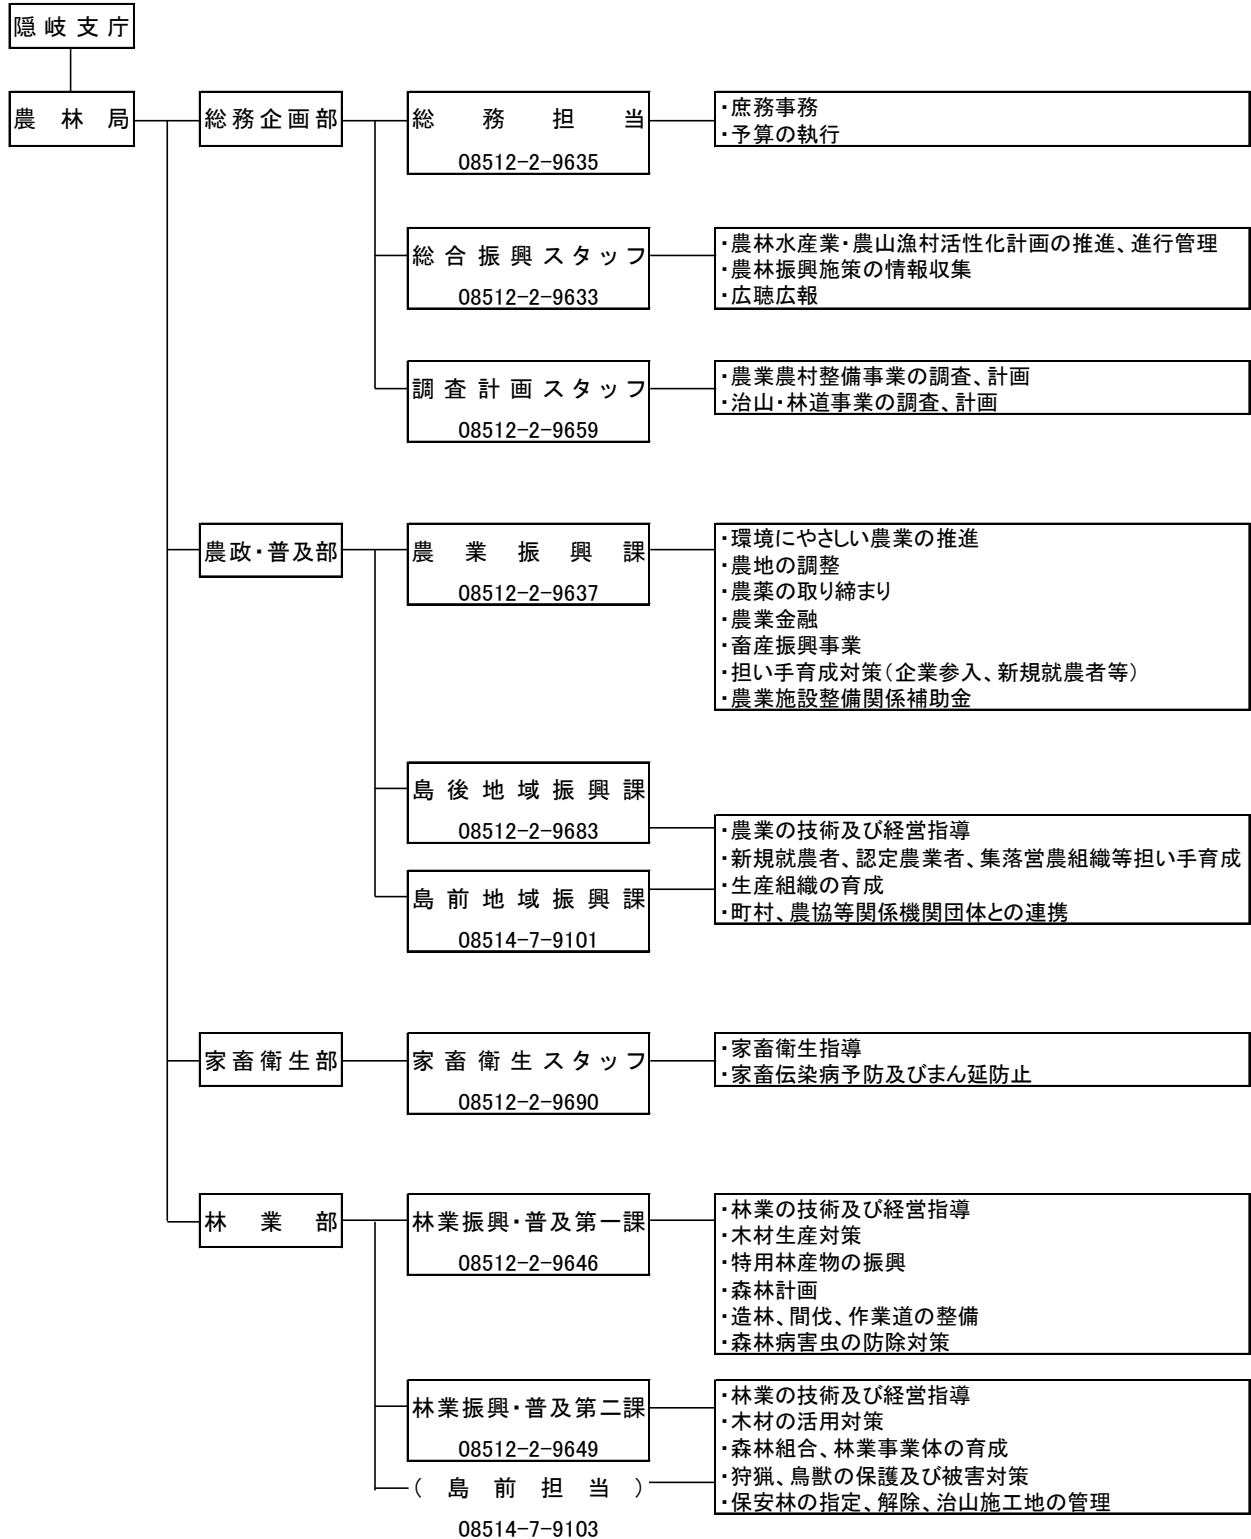 隠岐支庁
農林局
総務企画部
総務担当
08512-2-9635
・庶務事務
・予算の執行
総合振興スタッフ
08512-2-9633
・農林水産業・農山漁村活性化計画の推進、進行管理
・農林振興施策の情報収集
・広聴広報
調査計画スタッフ
08512-2-9659
・農業農村整備事業の調査、計画
・治山・林道事業の調査、計画
農政・普及部
農業振興課
08512-2-9637
・環境にやさしい農業の推進
・農地の調整
・農薬の取り締まり
・農業金融
・畜産振興事業
・担い手育成対策（企業参入、新規就農者等）
・農業施設整備関係補助金
島後地域振興課
08512-2-9683
島前地域振興課
08514-7-9101
・農業の技術及び経営指導
・新規就農者、認定農業者、集落営農組織等担い手育成
・生産組織の育成
・町村、農協等関係機関団体との連携
家畜衛生部
家畜衛生スタッフ
08512-2-9690
・家畜衛生指導
・家畜伝染病予防及びまん延防止
林業部
林業振興・普及第一課
08512-2-9646
・林業の技術及び経営指導
・木材生産対策
・特用林産物の振興
・森林計画
・造林、間伐、作業道の整備
・森林病害虫の防除対策
林業振興・普及第二課
08512-2-9649
（島前担当）
08514-7-9103
・林業の技術及び経営指導
・木材の活用対策
・森林組合、林業事業体の育成
・狩猟、鳥獣の保護及び被害対策
・保安林の指定、解除、治山施工地の管理